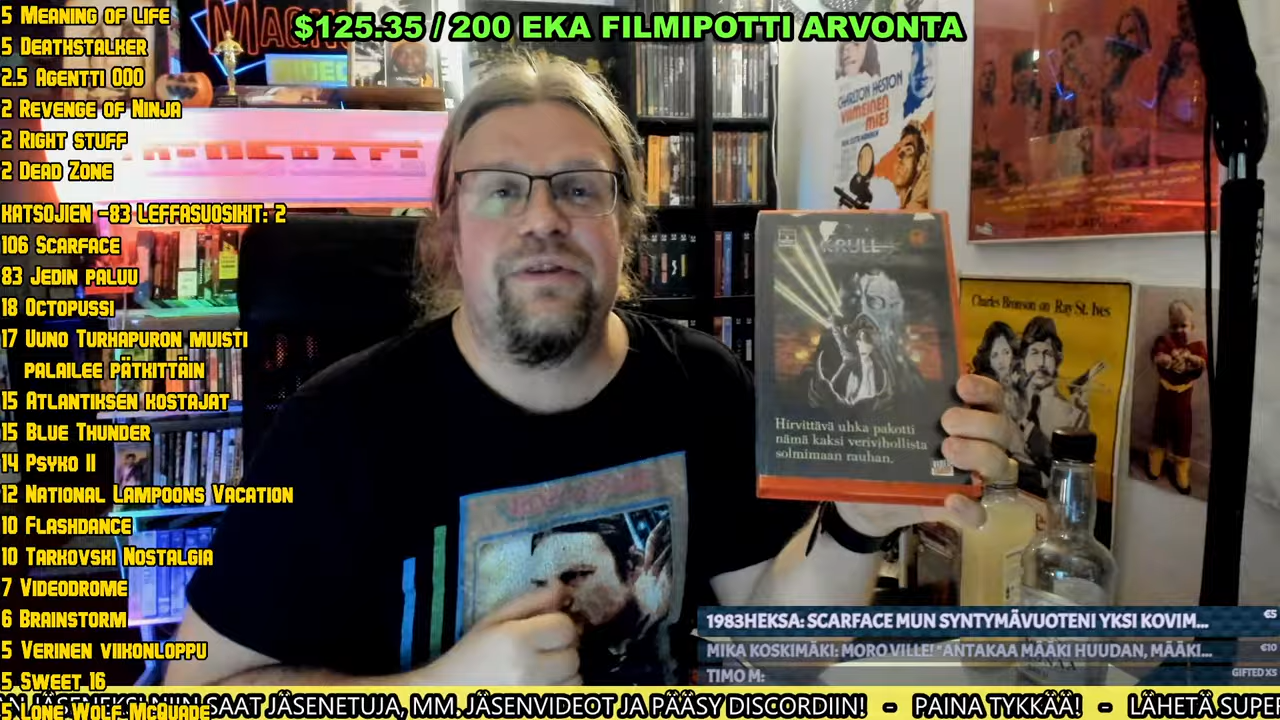 $125.35 / 200 EKA FILMIPOTTI ARVONTA
5 Meaning of life
5 Deathstalker
2.5 Agentti 000
2 Revenge of Ninja
2 Right stuff
2 Dead Zone
KATSOJIEN -83 LEFFASUOSIKIT: 2
106 Scarface
83 Jedin paluu
18 Octopussi
17 Uuno Turhapuron muisti
palailee pätkittäin
15 Atlantiksen kostajat
15 Blue Thunder
14 Psyko II
12 National Lampoons Vacation
10 Flashdance
10 Tarkovski Nostalgia
7 Videodrome
6 Brainstorm
5 Verinen viikonloppu
5 Sweet 16
5 Lone Wolf McQuade
CHARLTON HESTON
VIIMEINEN
MIES
KRULL
Hirvittävä uhka pakotti
nämä kaksi verivihollista
solmimaan rauhan.
Charles Bronson on Ray St. Ives
1983HEKSA: SCARFACE MUN SYNTYMÄVUOTENI YKSI KOVIM... €5
MIKA KOSKIMÄKI: MORO VILLE! "ANTAKAA MÄÄKI HUUDAN, MÄÄKI... €10
TIMO M: GIFTED X5
SAAT JÄSENETUJA, MM. JÄSENVIDEOT JA PÄÄSY DISCORDIIN! - PAINA TYKKÄÄ! - LÄHETÄ SUPE